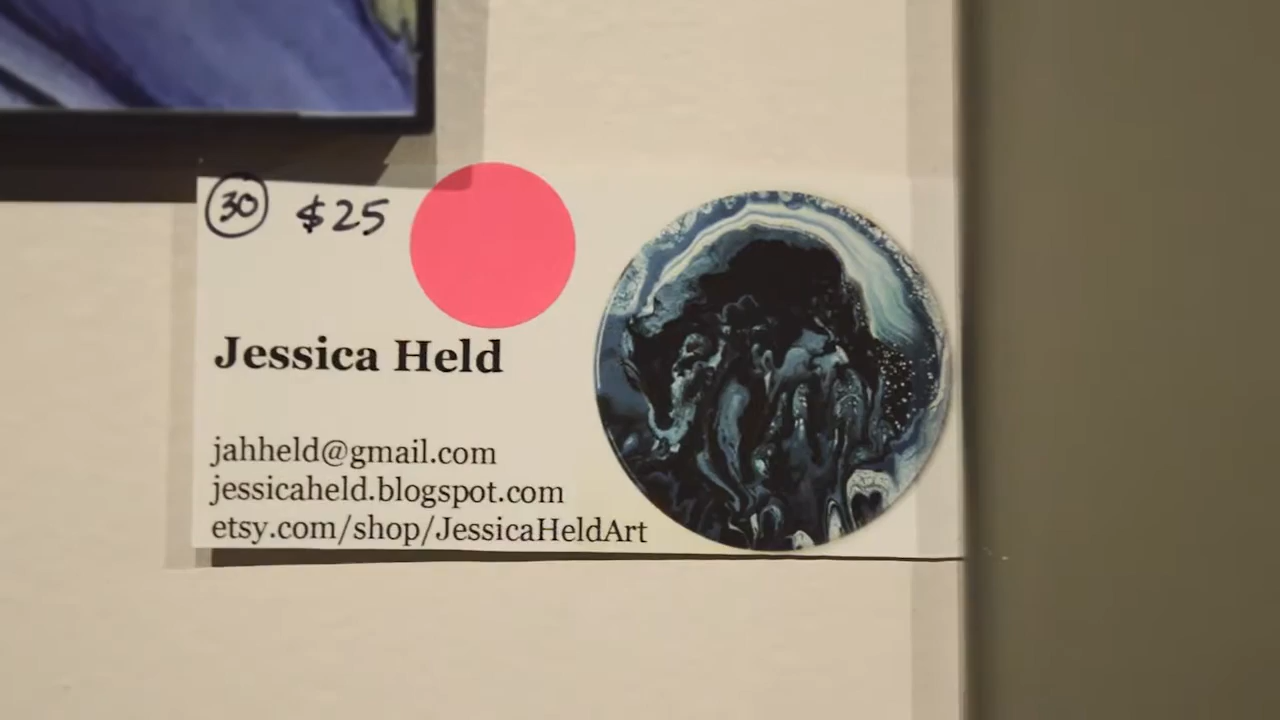 30 $25
Jessica Held
jahheld@gmail.com
jessicaheld.blogspot.com
etsy.com/shop/JessicaHeldArt